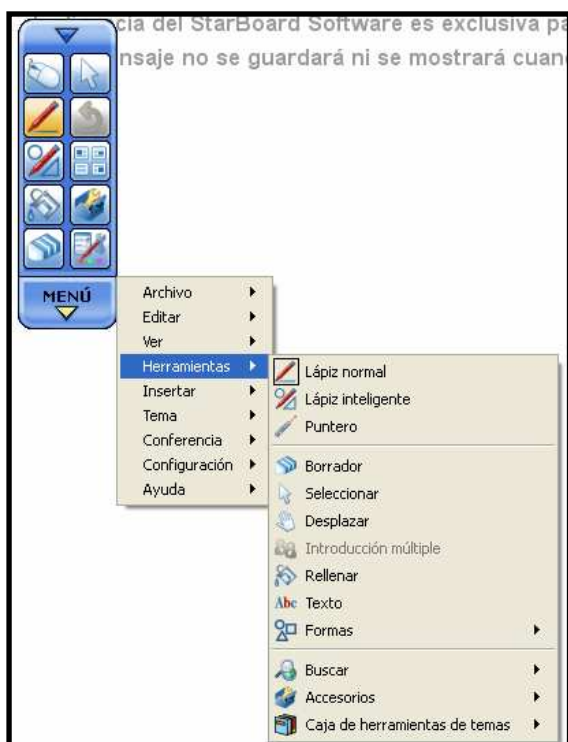 cia del StarBoard Software es exclusiva pa
nsaje no se guardará ni se mostrará cuan
MENÚ
Archivo
Editar
Ver
Herramientas
Insertar
Tema
Conferencia
Configuración
Ayuda
Lápiz normal
Lápiz inteligente
Puntero
Borrador
Seleccionar
Desplazar
Introducción múltiple
Rellenar
Abc Texto
Formas
Buscar
Accesorios
Caja de herramientas de temas